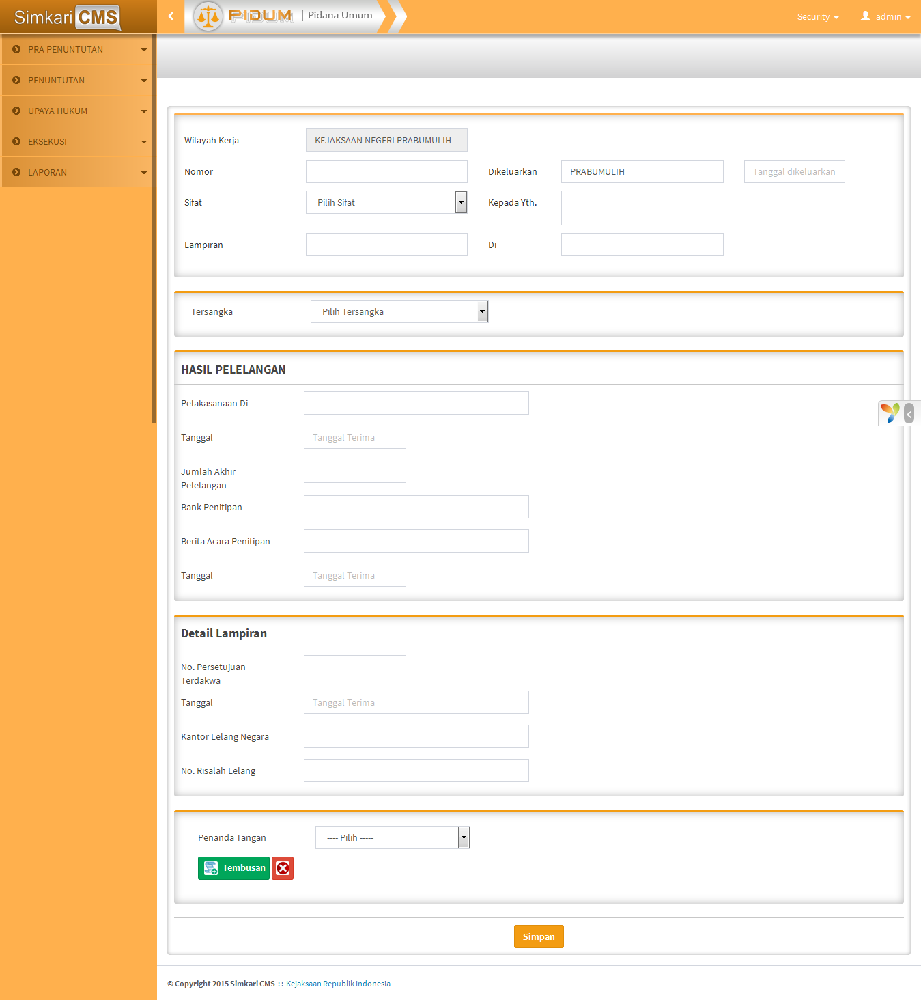 Simkari CMS
PIDUM | Pidana Umum
Security
admin
PRA PENUNTUTAN
PENUNTUTAN
UPAYA HUKUM
EKSEKUSI
LAPORAN
Wilayah Kerja KEJAKSAAN NEGERI PRABUMULIH
Nomor Dikeluarkan PRABUMULIH Tanggal dikeluarkan
Sifat Pilih Sifat Kepada Yth.
Lampiran Di
Tersangka Pilih Tersangka
HASIL PELELANGAN
Pelakasanaan Di
Tanggal Tanggal Terima
Jumlah Akhir
Pelelangan
Bank Penitipan
Berita Acara Penitipan
Tanggal Tanggal Terima
Detail Lampiran
No. Persetujuan
Terdakwa
Tanggal Tanggal Terima
Kantor Lelang Negara
No. Risalah Lelang
Penanda Tangan ---- Pilih -----
Tembusan
Simpan
© Copyright 2015 Simkari CMS :: Kejaksaan Republik Indonesia